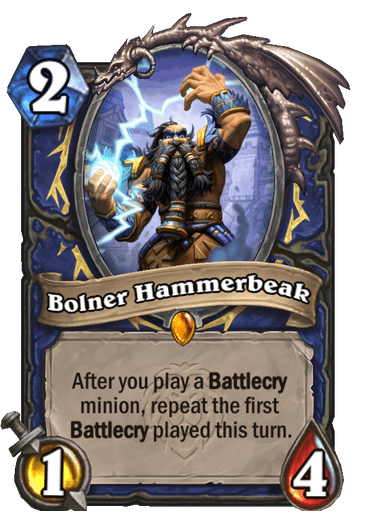 2
Bolner Hammerbeak
After you play a Battlecry
minion, repeat the first
Battlecry played this turn.
1
4